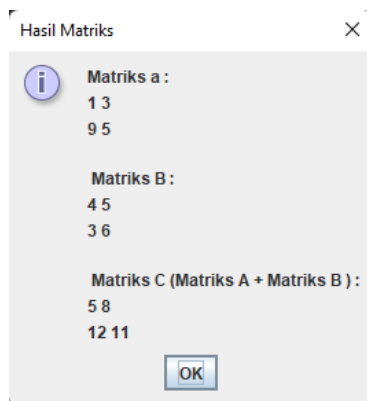 Hasil Matriks
Matriks a :
1 3
9 5
Matriks B :
4 5
3 6
Matriks C (Matriks A + Matriks B ) :
5 8
12 11
OK